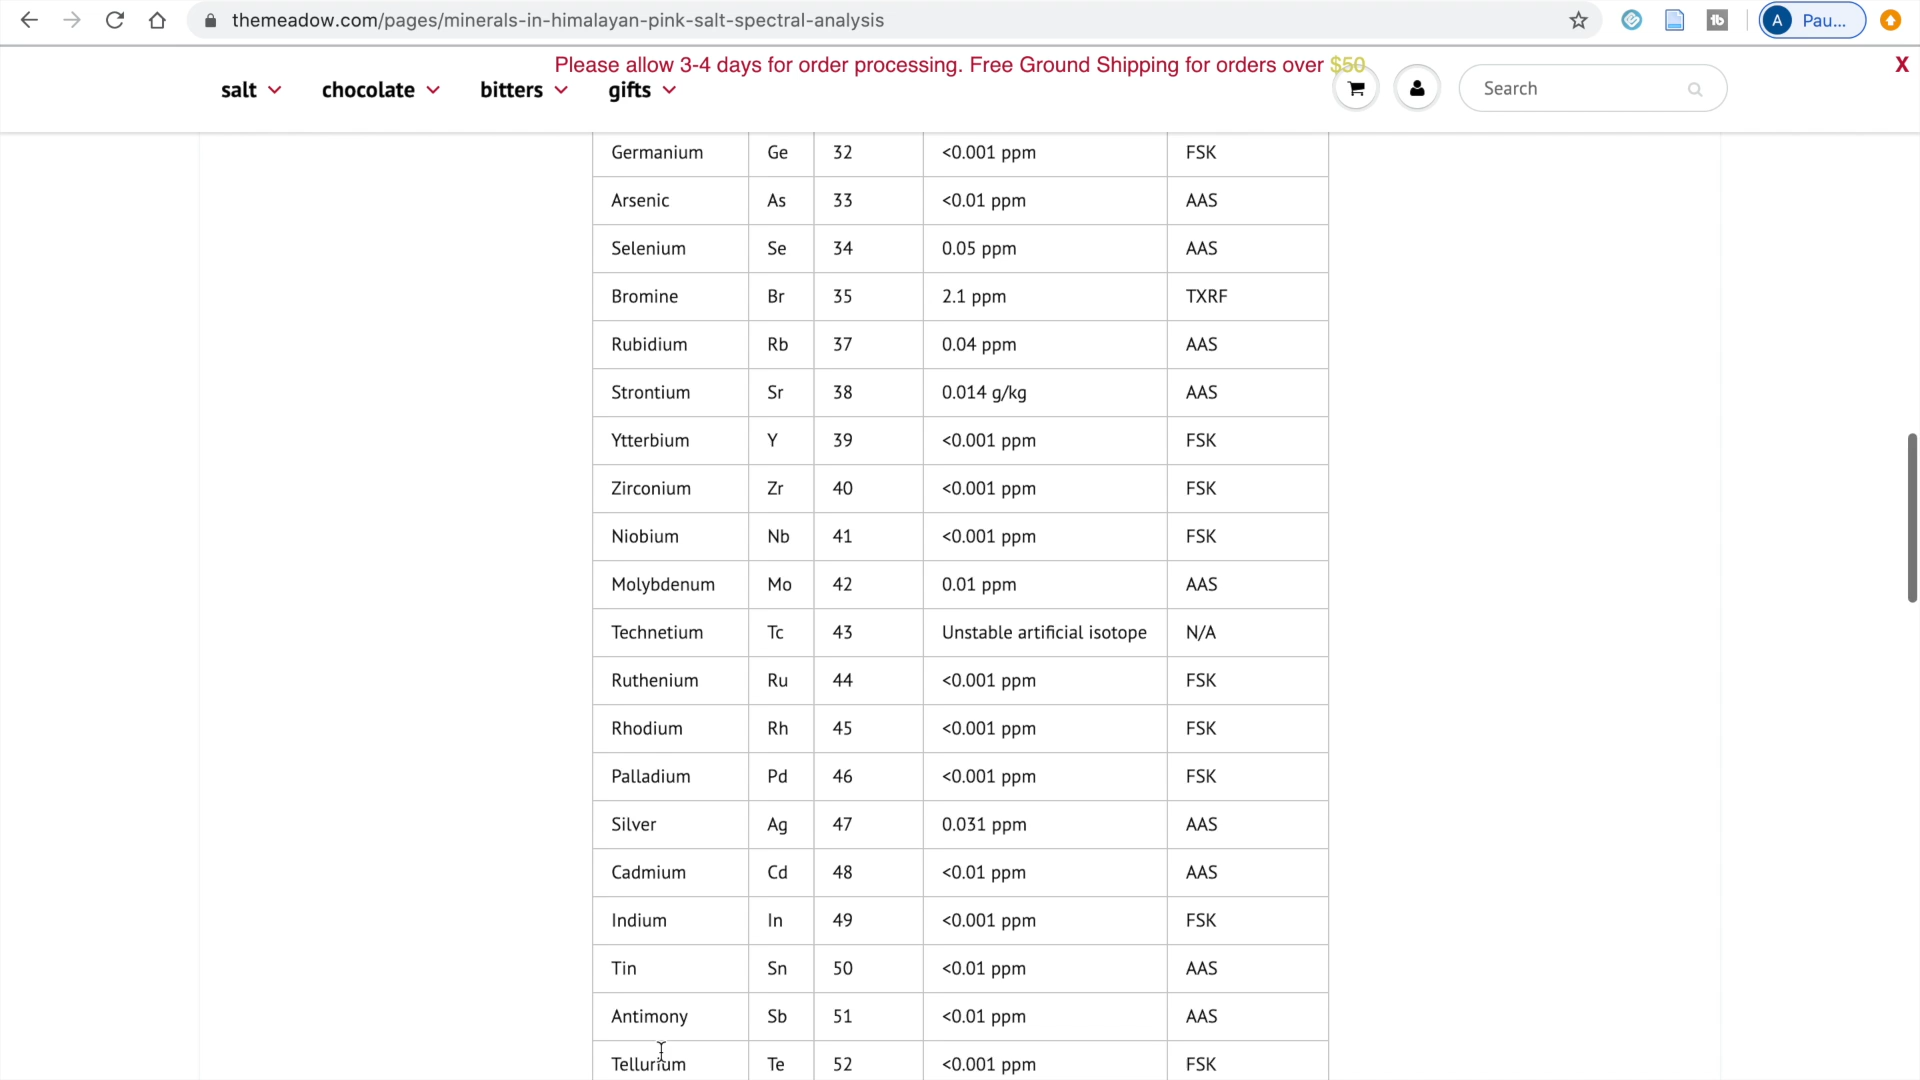 themeadow.com/pages/minerals-in-himalayan-pink-salt-spectral-analysis
A Pau...
Please allow 3-4 days for order processing. Free Ground Shipping for orders over $50 X
salt chocolate bitters gifts Search
Germanium Ge 32 <0.001 ppm FSK
Arsenic As 33 <0.01 ppm AAS
Selenium Se 34 0.05 ppm AAS
Bromine Br 35 2.1 ppm TXRF
Rubidium Rb 37 0.04 ppm AAS
Strontium Sr 38 0.014 g/kg AAS
Ytterbium Y 39 <0.001 ppm FSK
Zirconium Zr 40 <0.001 ppm FSK
Niobium Nb 41 <0.001 ppm FSK
Molybdenum Mo 42 0.01 ppm AAS
Technetium Tc 43 Unstable artificial isotope N/A
Ruthenium Ru 44 <0.001 ppm FSK
Rhodium Rh 45 <0.001 ppm FSK
Palladium Pd 46 <0.001 ppm FSK
Silver Ag 47 0.031 ppm AAS
Cadmium Cd 48 <0.01 ppm AAS
Indium In 49 <0.001 ppm FSK
Tin Sn 50 <0.01 ppm AAS
Antimony Sb 51 <0.01 ppm AAS
Tellurium Te 52 <0.001 ppm FSK